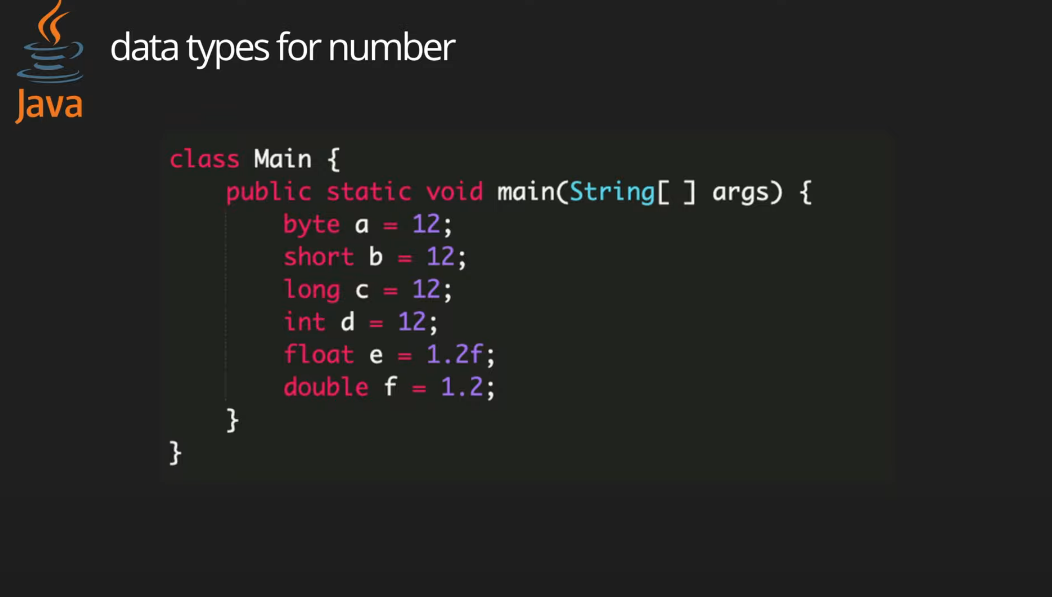 data types for number
Java
class Main {
    public static void main(String[ ] args) {
        byte a = 12;
        short b = 12;
        long c = 12;
        int d = 12;
        float e = 1.2f;
        double f = 1.2;
    }
}